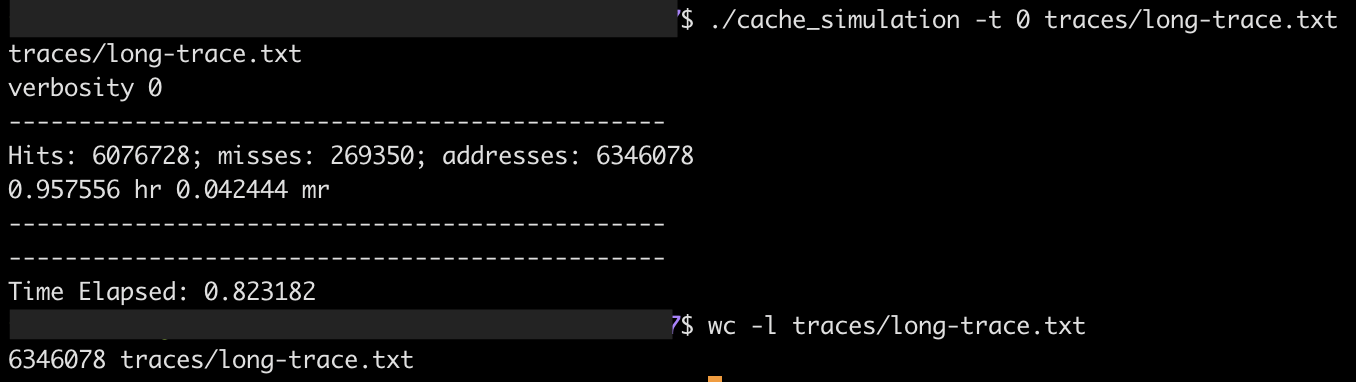 $ ./cache_simulation -t 0 traces/long-trace.txt
traces/long-trace.txt
verbosity 0
-----------------------------------------------
Hits: 6076728; misses: 269350; addresses: 6346078
0.957556 hr 0.042444 mr
-----------------------------------------------
-----------------------------------------------
Time Elapsed: 0.823182
7$ wc -l traces/long-trace.txt
6346078 traces/long-trace.txt